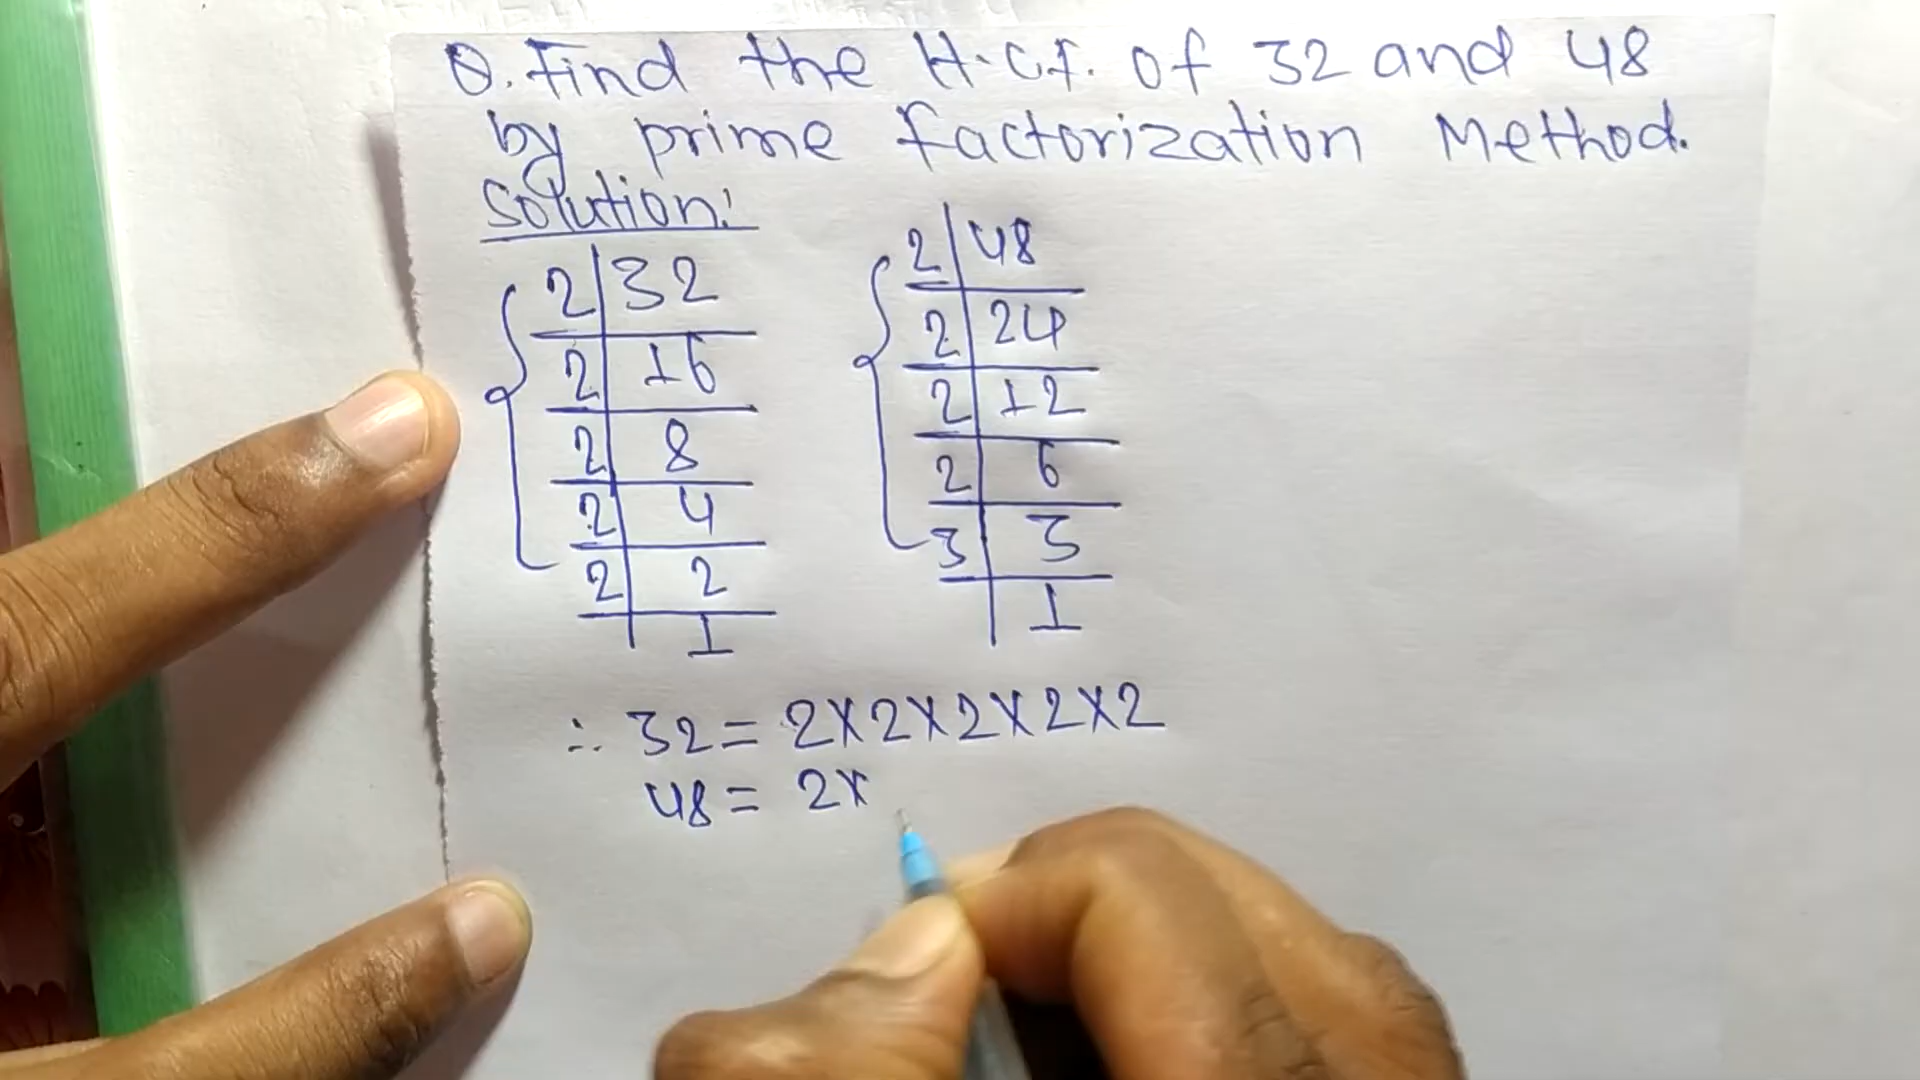 Q. Find the H.C.F. of 32 and 48
by prime factorization Method.
Solution:
2 | 32
2 | 16
2 | 8
2 | 4
2 | 2
1
2 | 48
2 | 24
2 | 12
2 | 6
3 | 3
1
∴ 32 = 2×2×2×2×2
48 = 2×